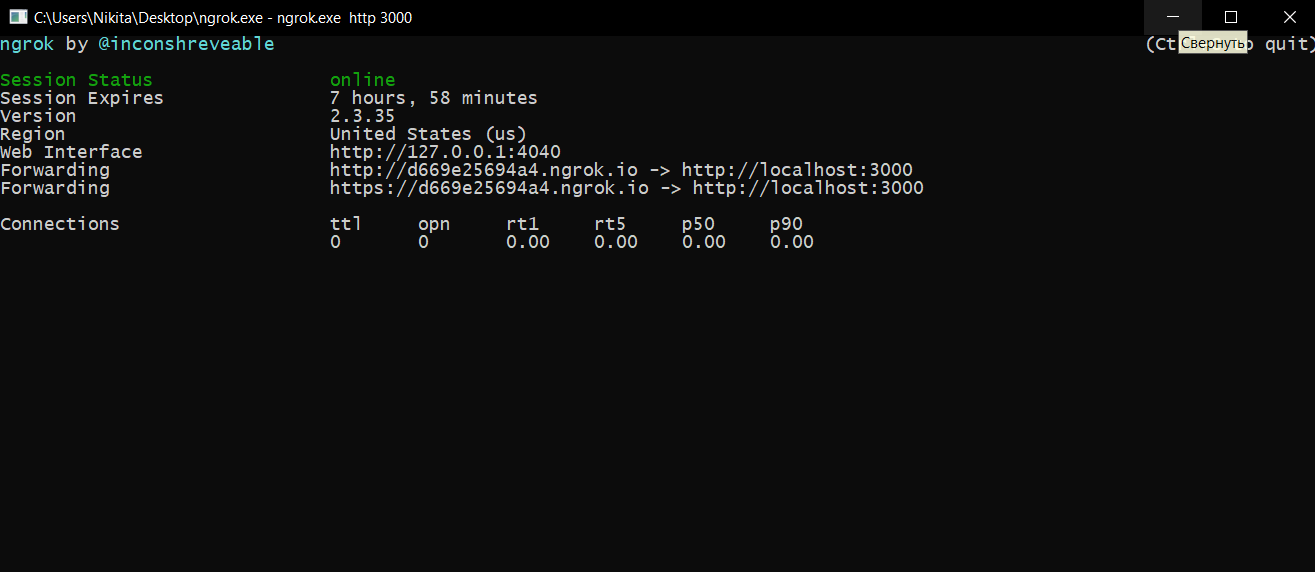 C:\Users\Nikita\Desktop\ngrok.exe - ngrok.exe  http 3000
ngrok by @inconshreveable (Ct quit)
Свернуть
Session Status online
Session Expires 7 hours, 58 minutes
Version 2.3.35
Region United States (us)
Web Interface http://127.0.0.1:4040
Forwarding http://d669e25694a4.ngrok.io -> http://localhost:3000
Forwarding https://d669e25694a4.ngrok.io -> http://localhost:3000
Connections ttl opn rt1 rt5 p50 p90
0 0 0.00 0.00 0.00 0.00